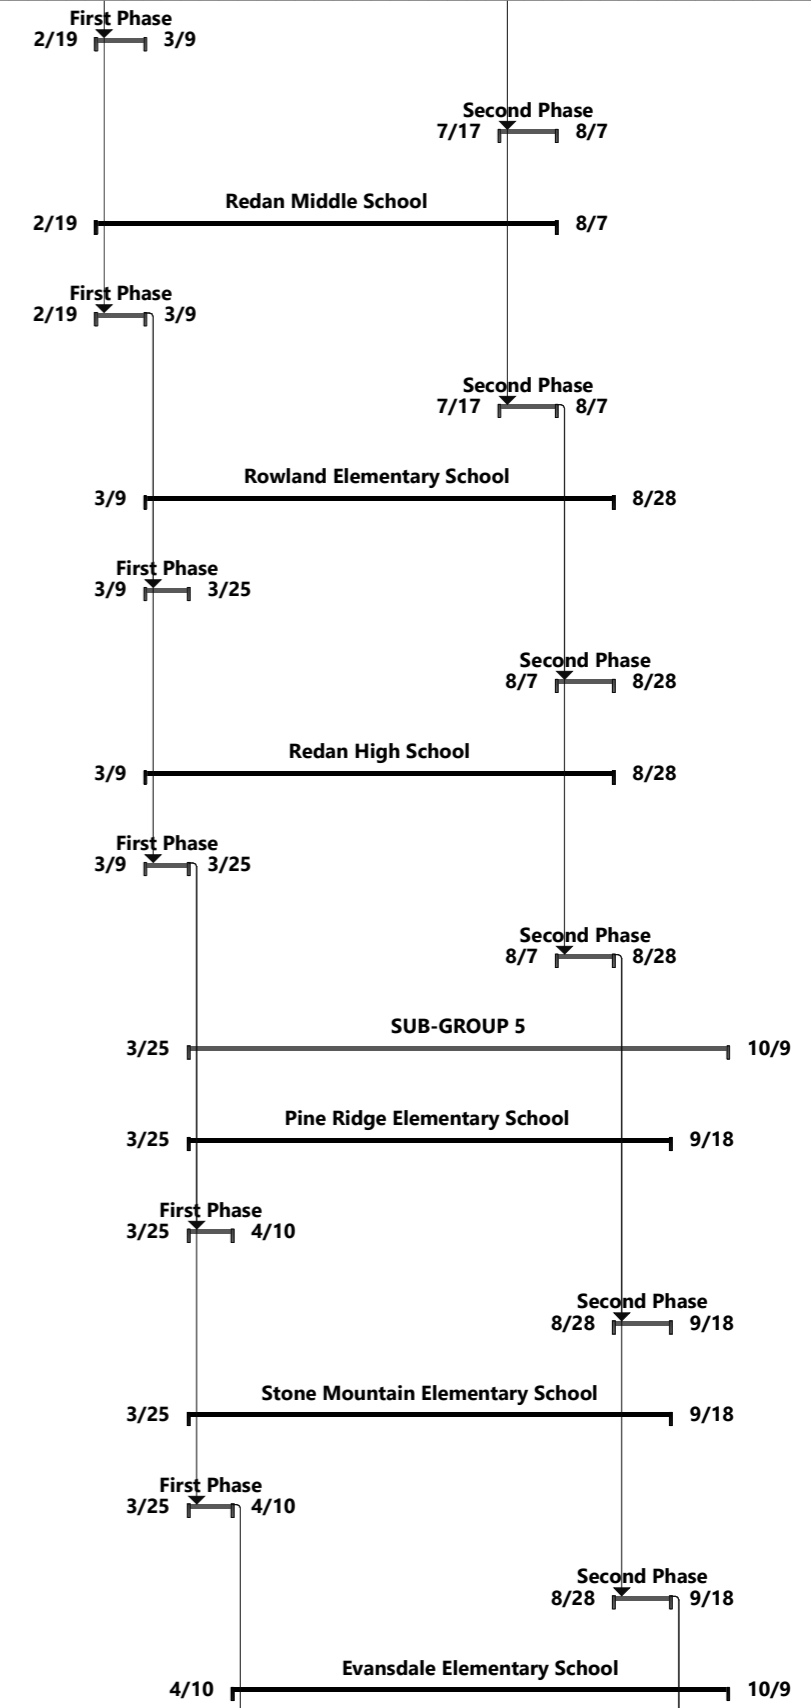 First Phase
2/19 3/9
Second Phase
7/17 8/7
Redan Middle School
2/19 8/7
First Phase
2/19 3/9
Second Phase
7/17 8/7
Rowland Elementary School
3/9 8/28
First Phase
3/9 3/25
Second Phase
8/7 8/28
Redan High School
3/9 8/28
First Phase
3/9 3/25
Second Phase
8/7 8/28
SUB-GROUP 5
3/25 10/9
Pine Ridge Elementary School
3/25 9/18
First Phase
3/25 4/10
Second Phase
8/28 9/18
Stone Mountain Elementary School
3/25 9/18
First Phase
3/25 4/10
Second Phase
8/28 9/18
Evansdale Elementary School
4/10 10/9